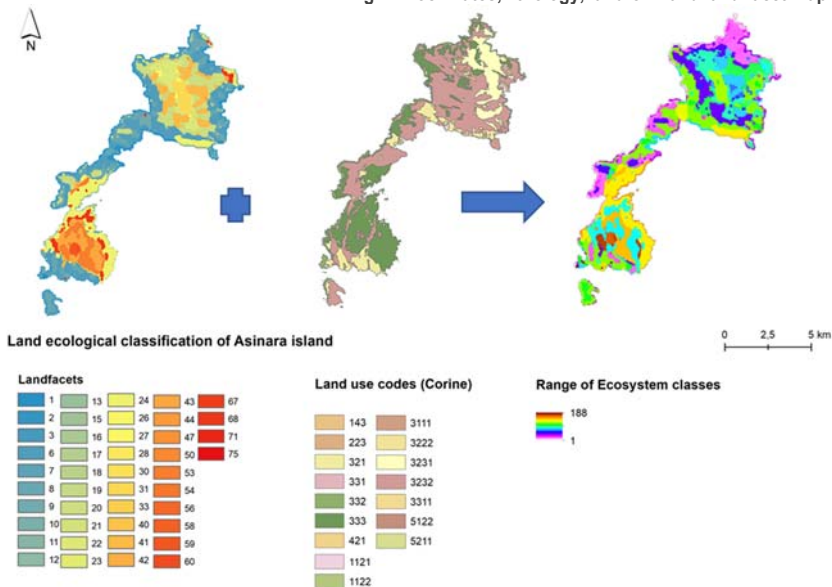 N
Land ecological classification of Asinara island
0 2,5 5 km
Landfacets
1 13 24 43 67
2 15 26 44 68
3 16 27 47 71
6 17 28 50 75
7 18 30 53
8 19 31 54
9 20 33 56
10 21 40 58
11 22 41 59
12 23 42 60
Land use codes (Corine)
143 3111
223 3222
321 3231
331 3232
332 3311
333 5122
421 5211
1121
1122
Range of Ecosystem classes
188
1